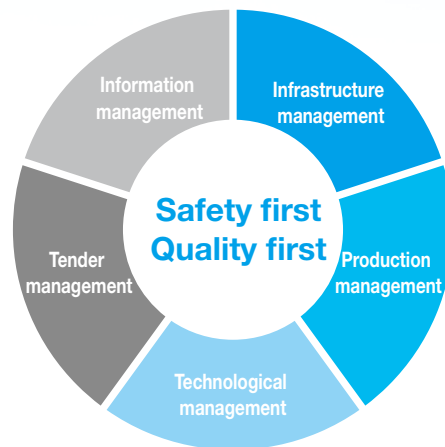 Information
management
Infrastructure
management
Safety first
Quality first
Tender
management
Production
management
Technological
management